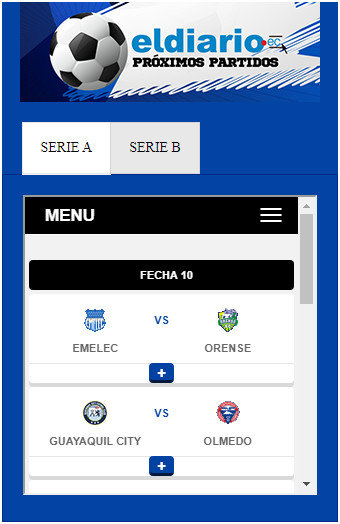 eldiario.ec
PRÓXIMOS PARTIDOS
SERIE A SERIE B
MENU
FECHA 10
VS
EMELEC ORENSE
+
VS
GUAYAQUIL CITY OLMEDO
+